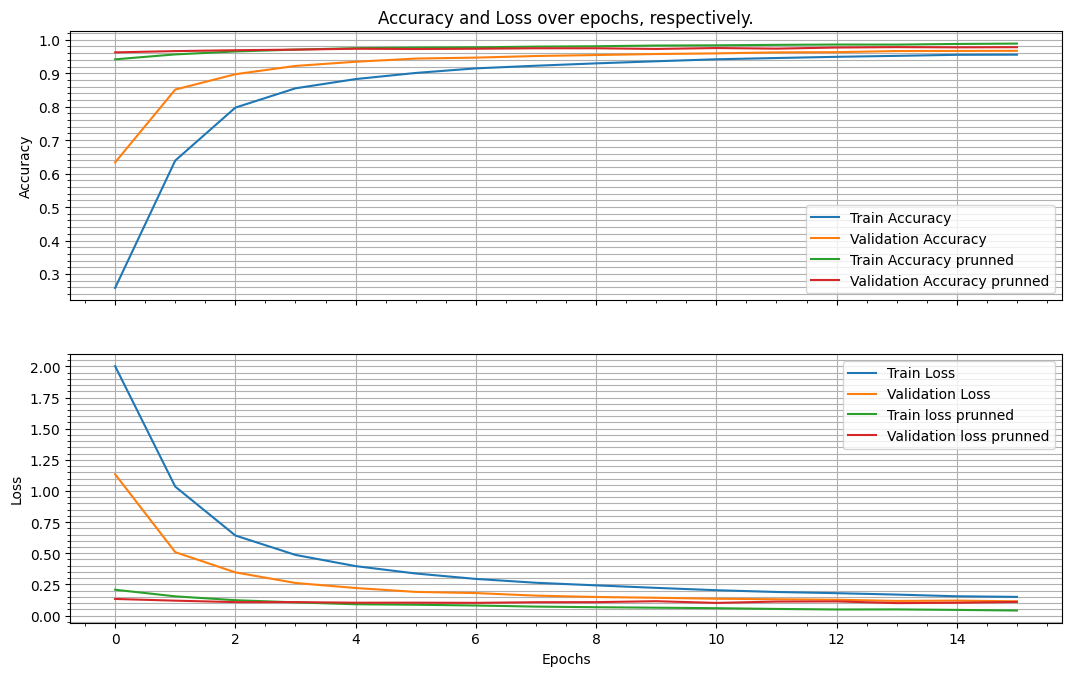 Accuracy and Loss over epochs, respectively.
1.0
0.9
0.8
0.7
0.6
0.5
0.4
0.3
Accuracy
Train Accuracy
Validation Accuracy
Train Accuracy prunned
Validation Accuracy prunned
2.00
1.75
1.50
1.25
1.00
0.75
0.50
0.25
0.00
Loss
Train Loss
Validation Loss
Train loss prunned
Validation loss prunned
0 2 4 6 8 10 12 14
Epochs